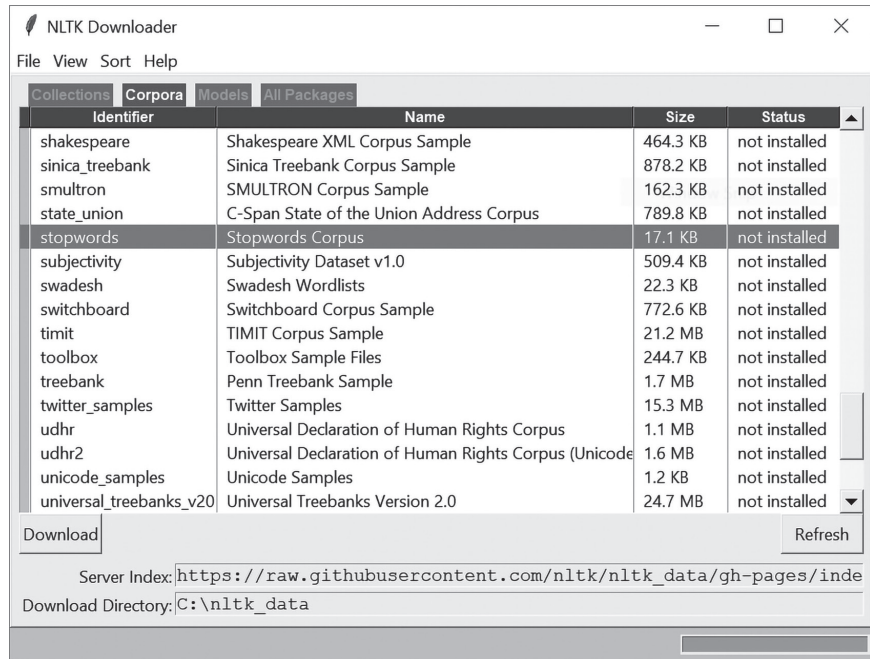 NLTK Downloader
File View Sort Help
Collections Corpora Models All Packages
Identifier Name Size Status
shakespeare Shakespeare XML Corpus Sample 464.3 KB not installed
sinica_treebank Sinica Treebank Corpus Sample 878.2 KB not installed
smultron SMULTRON Corpus Sample 162.3 KB not installed
state_union C-Span State of the Union Address Corpus 789.8 KB not installed
stopwords Stopwords Corpus 17.1 KB not installed
subjectivity Subjectivity Dataset v1.0 509.4 KB not installed
swadesh Swadesh Wordlists 22.3 KB not installed
switchboard Switchboard Corpus Sample 772.6 KB not installed
timit TIMIT Corpus Sample 21.2 MB not installed
toolbox Toolbox Sample Files 244.7 KB not installed
treebank Penn Treebank Sample 1.7 MB not installed
twitter_samples Twitter Samples 15.3 MB not installed
udhr Universal Declaration of Human Rights Corpus 1.1 MB not installed
udhr2 Universal Declaration of Human Rights Corpus (Unicode 1.6 MB not installed
unicode_samples Unicode Samples 1.2 KB not installed
universal_treebanks_v20 Universal Treebanks Version 2.0 24.7 MB not installed
Download Refresh
Server Index: https://raw.githubusercontent.com/nltk/nltk_data/gh-pages/inde
Download Directory: C:\nltk_data